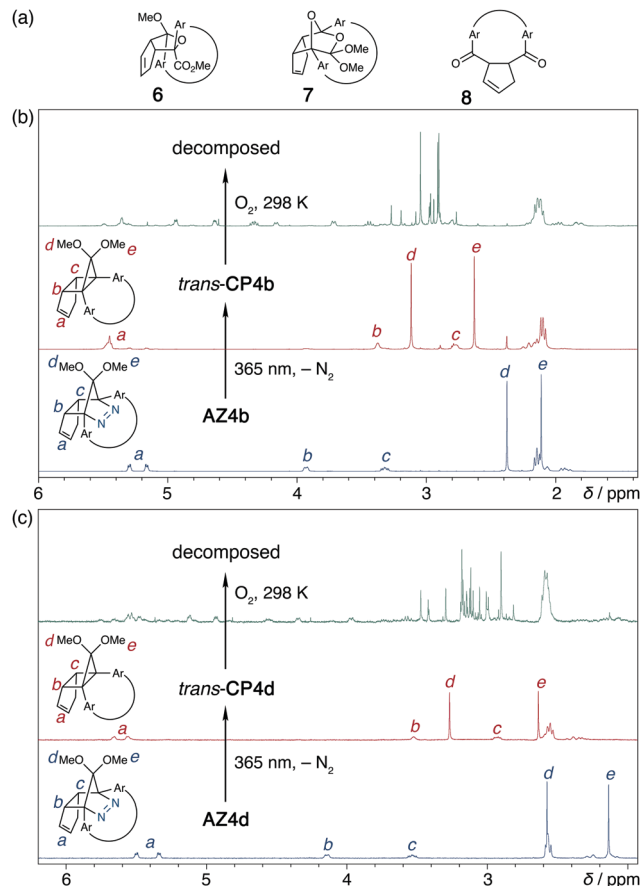 (a)
MeO Ar O Ar CO2Me
6
O Ar O OMe Ar OMe
7
Ar Ar O O
8
(b)
decomposed
O2, 298 K
d MeO OMe e
c Ar
b Ar
a
trans-CP4b
a b d c e
365 nm, – N2
d MeO OMe e
c Ar
b N N
Ar
a
AZ4b
a b c d e
6 5 4 3 2
δ / ppm
(c)
decomposed
O2, 298 K
d MeO OMe e
c Ar
b Ar
a
trans-CP4d
a b d c e
365 nm, – N2
d MeO OMe e
c Ar
b N N
Ar
a
AZ4d
a b c d e
6 5 4 3
δ / ppm